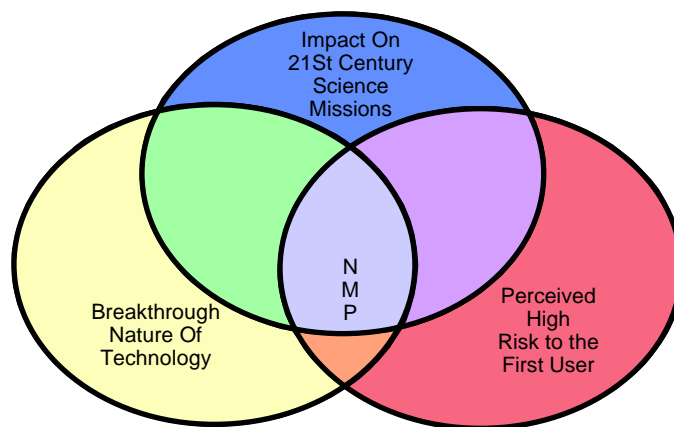 Impact On
21St Century
Science
Missions
N
M
P
Breakthrough
Nature Of
Technology
Perceived
High
Risk to the
First User